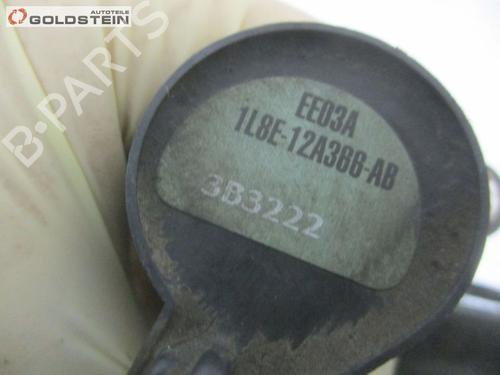 AUTOTEILE
GOLDSTEIN
B-PARTS
EE03A
1L8E-12A366-AB
3B3222